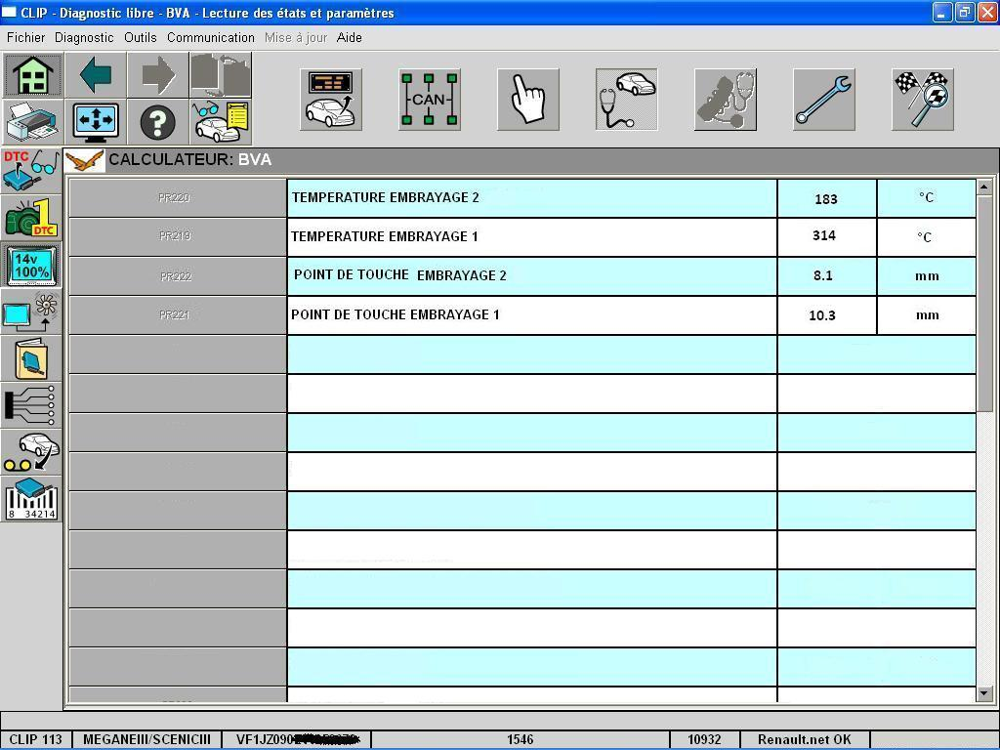 CLIP - Diagnostic libre - BVA - Lecture des états et paramètres
Fichier Diagnostic Outils Communication Mise à jour Aide
CAN
DTC
CALCULATEUR: BVA
PR220 TEMPERATURE EMBRAYAGE 2 183 °C
1 DTC
PR219 TEMPERATURE EMBRAYAGE 1 314 °C
14v
100%
PR222 POINT DE TOUCHE EMBRAYAGE 2 8.1 mm
PR221 POINT DE TOUCHE EMBRAYAGE 1 10.3 mm
8 34214
CLIP 113 MEGANEIII/SCENICIII VF1JZ090 1546 10932 Renault.net OK